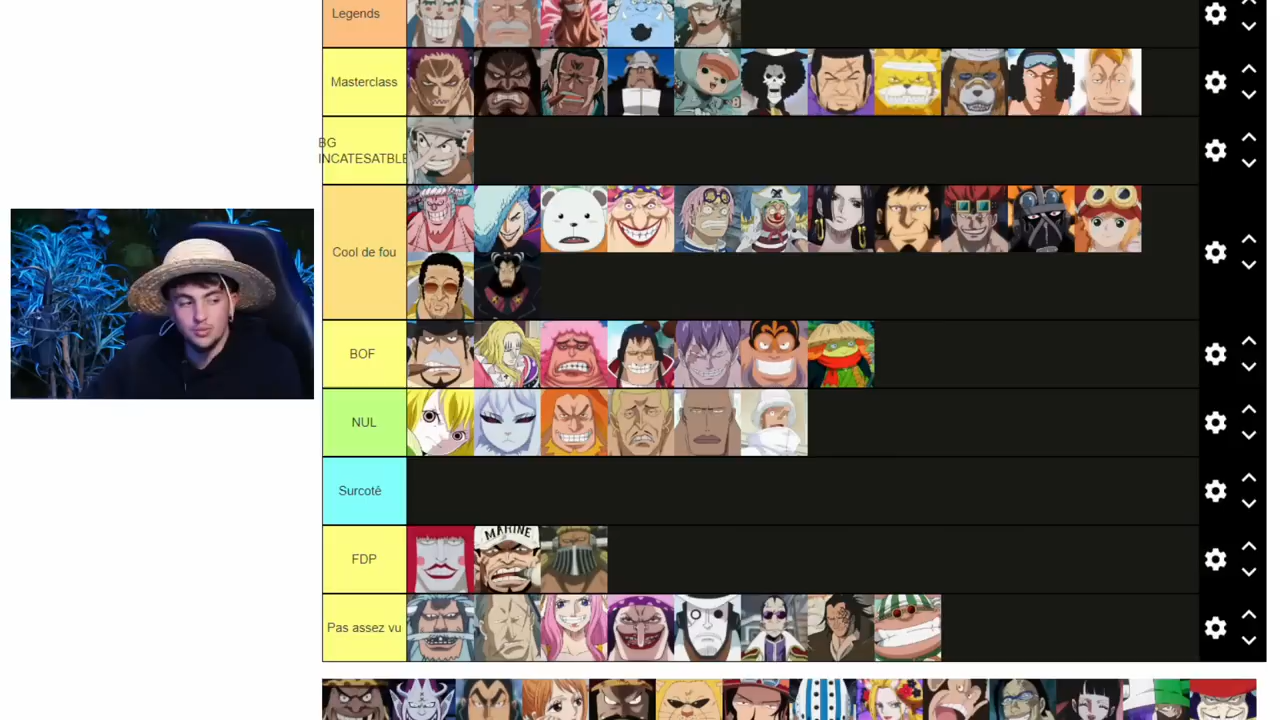 Legends
Masterclass
BG
INCATESATBLE
Cool de fou
BOF
NUL
Surcoté
FDP
MARINE
Pas assez vu